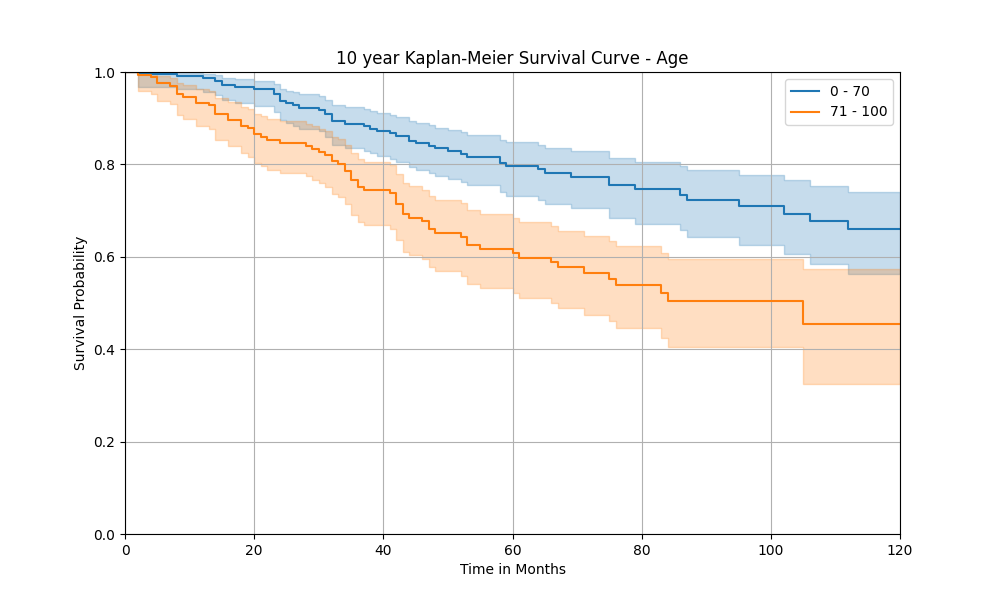 10 year Kaplan-Meier Survival Curve - Age
0 - 70
71 - 100
Survival Probability
1.0
0.8
0.6
0.4
0.2
0.0
0 20 40 60 80 100 120
Time in Months